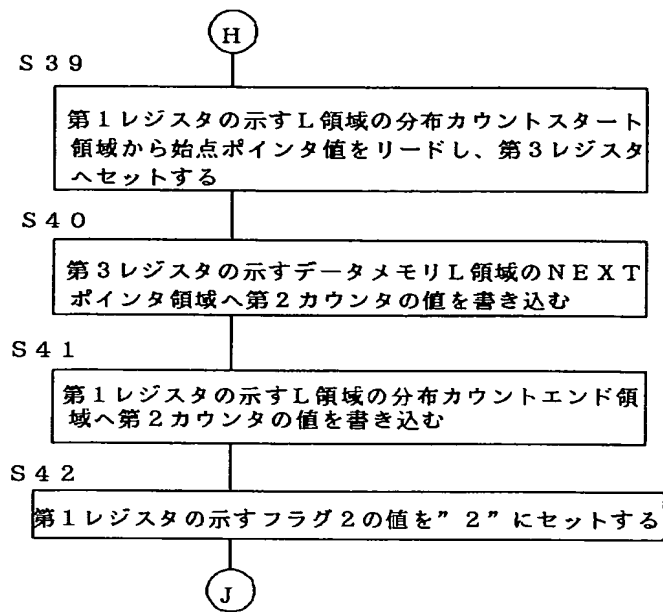 H
S39
第1レジスタの示すL領域の分布カウントスタート
領域から始点ポインタ値をリードし、第3レジスタ
へセットする
S40
第3レジスタの示すデータメモリL領域のNEXT
ポインタ領域へ第2カウンタの値を書き込む
S41
第1レジスタの示すL領域の分布カウントエンド領
域へ第2カウンタの値を書き込む
S42
第1レジスタの示すフラグ2の値を”2”にセットする
J